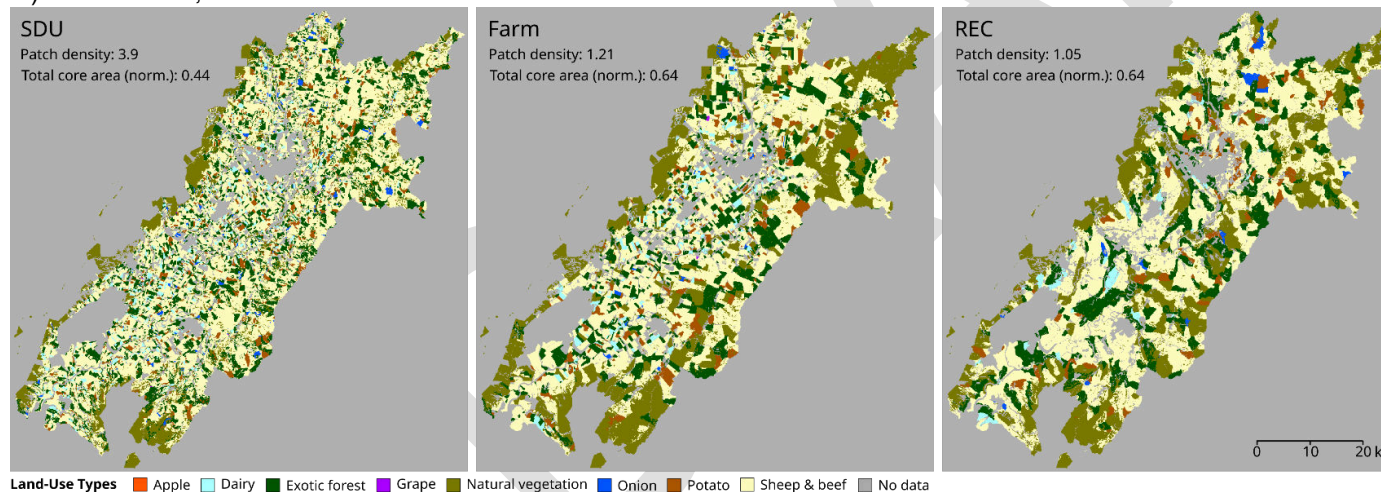 SDU
Patch density: 3.9
Total core area (norm.): 0.44
Farm
Patch density: 1.21
Total core area (norm.): 0.64
REC
Patch density: 1.05
Total core area (norm.): 0.64
0 10 20 k
Land-Use Types Apple Dairy Exotic forest Grape Natural vegetation Onion Potato Sheep & beef No data